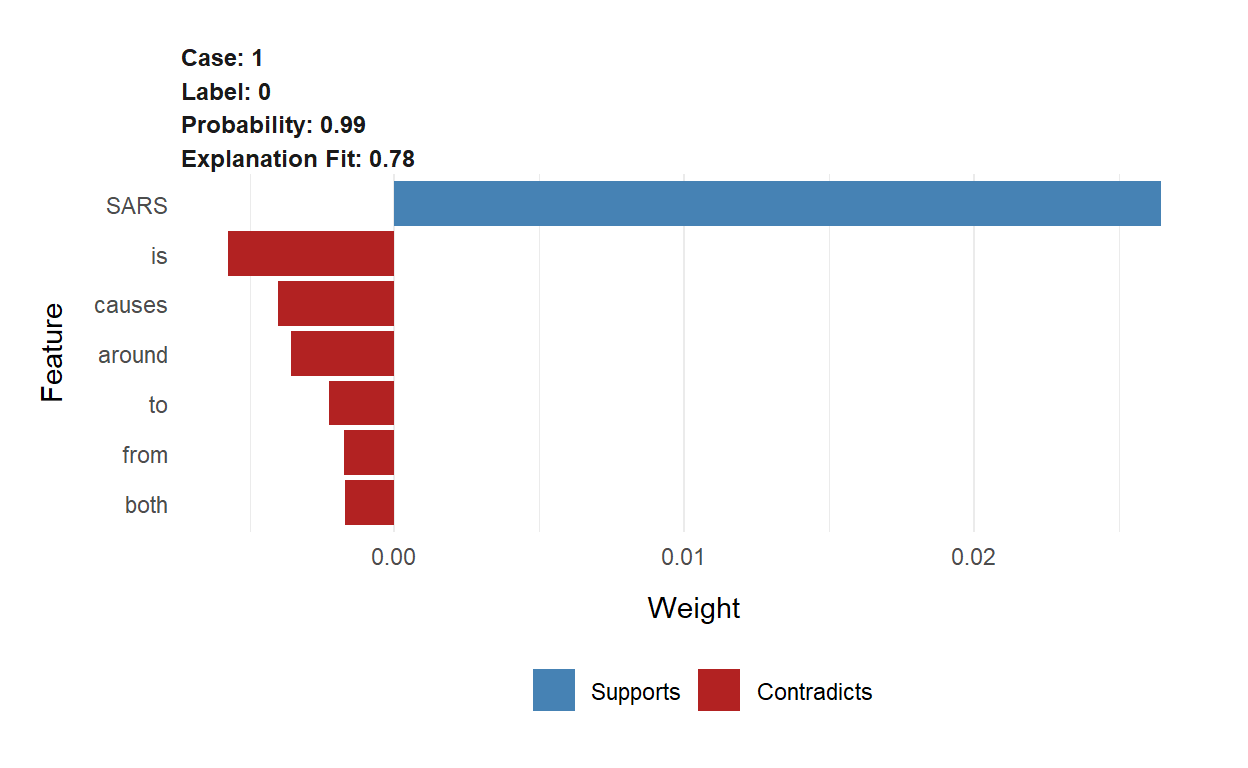 Case: 1
Label: 0
Probability: 0.99
Explanation Fit: 0.78
SARS
is
causes
around
to
from
both
Feature
0.00 0.01 0.02
Weight
Supports Contradicts